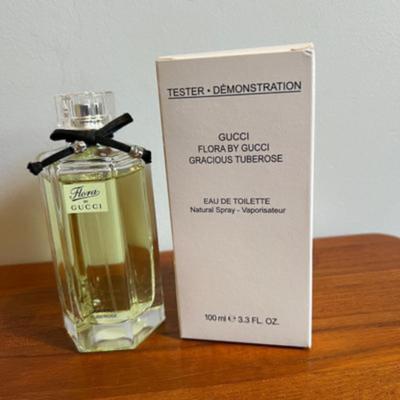 Flora
BY
GUCCI
TESTER • DÉMONSTRATION
GUCCI
FLORA BY GUCCI
GRACIOUS TUBEROSE
EAU DE TOILETTE
Natural Spray - Vaporisateur
100 ml ℮ 3.3 FL. OZ.